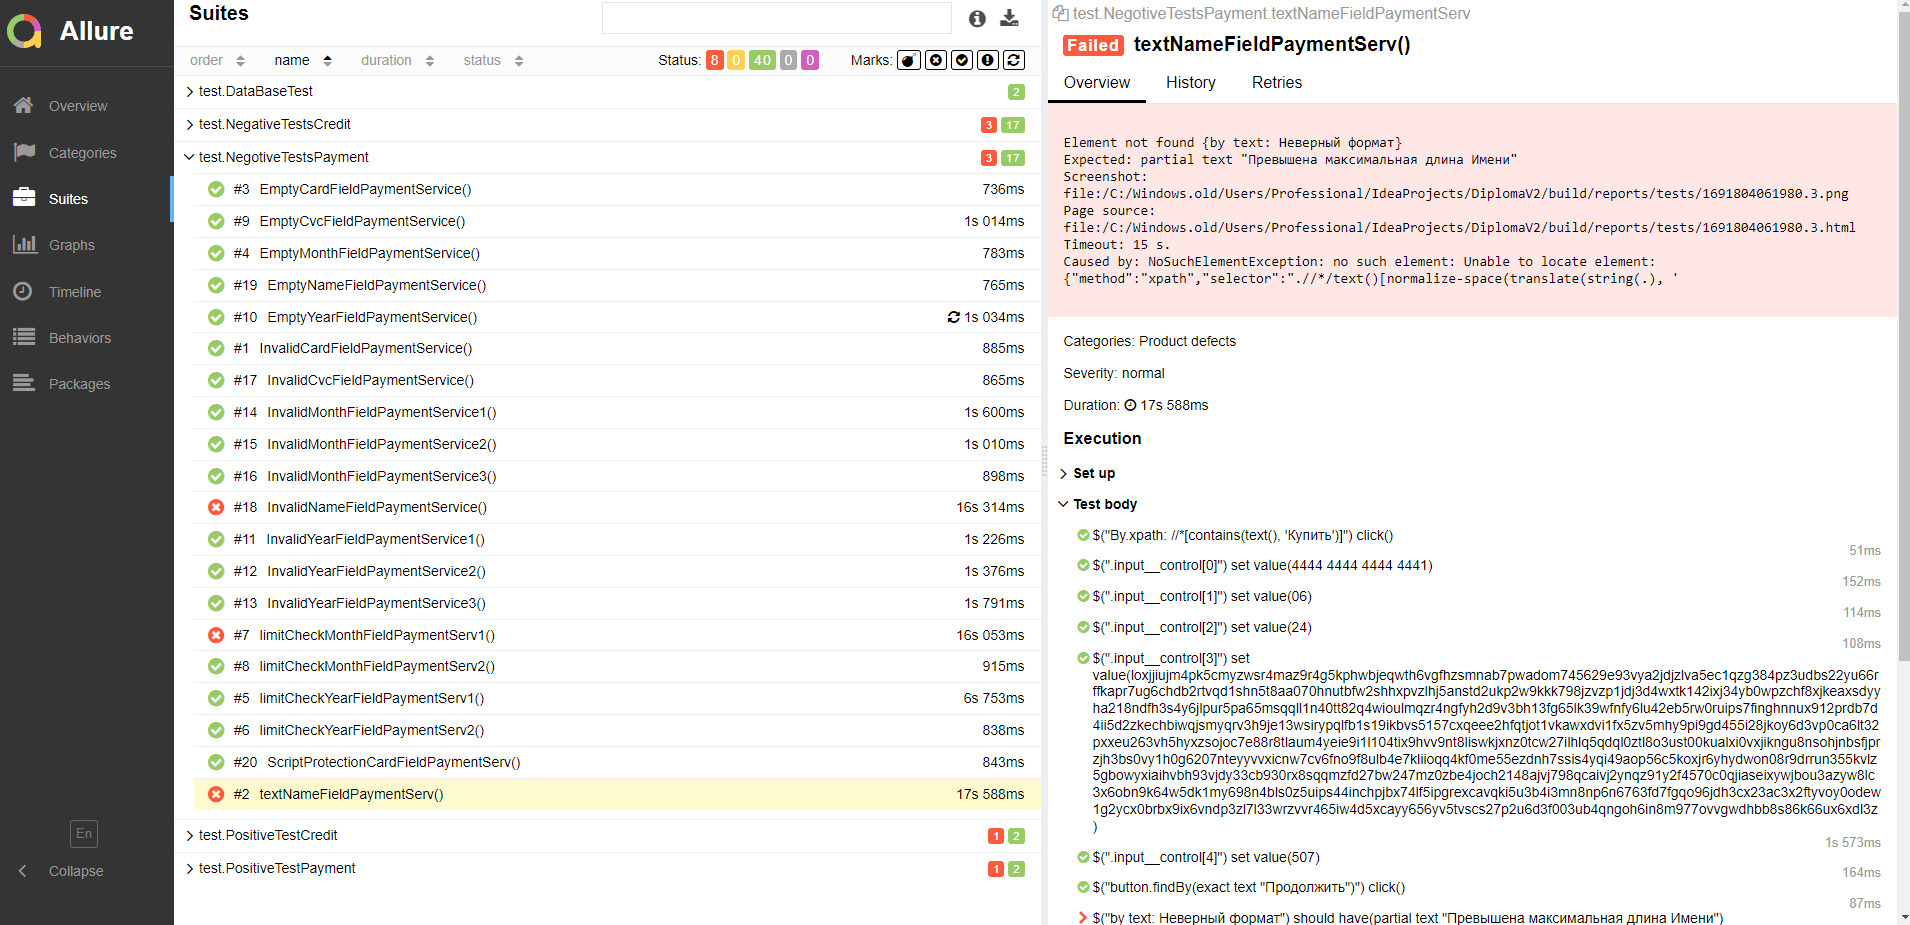 Allure
Overview
Categories
Suites
Graphs
Timeline
Behaviors
Packages
En
Collapse
Suites
order name duration status Status: 8 0 40 0 0 Marks:
test.DataBaseTest 2
test.NegativeTestsCredit 3 17
test.NegotiveTestsPayment 3 17
#3 EmptyCardFieldPaymentService() 736ms
#9 EmptyCvcFieldPaymentService() 1s 014ms
#4 EmptyMonthFieldPaymentService() 783ms
#19 EmptyNameFieldPaymentService() 765ms
#10 EmptyYearFieldPaymentService() 1s 034ms
#1 InvalidCardFieldPaymentService() 885ms
#17 InvalidCvcFieldPaymentService() 865ms
#14 InvalidMonthFieldPaymentService1() 1s 600ms
#15 InvalidMonthFieldPaymentService2() 1s 010ms
#16 InvalidMonthFieldPaymentService3() 898ms
#18 InvalidNameFieldPaymentService() 16s 314ms
#11 InvalidYearFieldPaymentService1() 1s 226ms
#12 InvalidYearFieldPaymentService2() 1s 376ms
#13 InvalidYearFieldPaymentService3() 1s 791ms
#7 limitCheckMonthFieldPaymentServ1() 16s 053ms
#8 limitCheckMonthFieldPaymentServ2() 915ms
#5 limitCheckYearFieldPaymentServ1() 6s 753ms
#6 limitCheckYearFieldPaymentServ2() 838ms
#20 ScriptProtectionCardFieldPaymentServ() 843ms
#2 textNameFieldPaymentServ() 17s 588ms
test.PositiveTestCredit 1 2
test.PositiveTestPayment 1 2
test.NegotiveTestsPayment.textNameFieldPaymentServ
Failed textNameFieldPaymentServ()
Overview History Retries
Element not found {by text: Неверный формат}
Expected: partial text "Превышена максимальная длина Имени"
Screenshot:
file:/C:/Windows.old/Users/Professional/IdeaProjects/DiplomaV2/build/reports/tests/1691804061980.3.png
Page source:
file:/C:/Windows.old/Users/Professional/IdeaProjects/DiplomaV2/build/reports/tests/1691804061980.3.html
Timeout: 15 s.
Caused by: NoSuchElementException: no such element: Unable to locate element:
{"method":"xpath","selector":".//*/text()[normalize-space(translate(string(.), '
Categories: Product defects
Severity: normal
Duration: 17s 588ms
Execution
Set up
Test body
$("By.xpath: //*[contains(text(), 'Купить')]") click()
51ms
$(".input__control[0]") set value(4444 4444 4444 4441)
152ms
$(".input__control[1]") set value(06)
114ms
$(".input__control[2]") set value(24)
108ms
$(".input__control[3]") set
)
1s 573ms
$(".input__control[4]") set value(507)
164ms
$("button.findBy(exact text "Продолжить")") click()
87ms
$("by text: Неверный формат") should have(partial text "Превышена максимальная длина Имени")